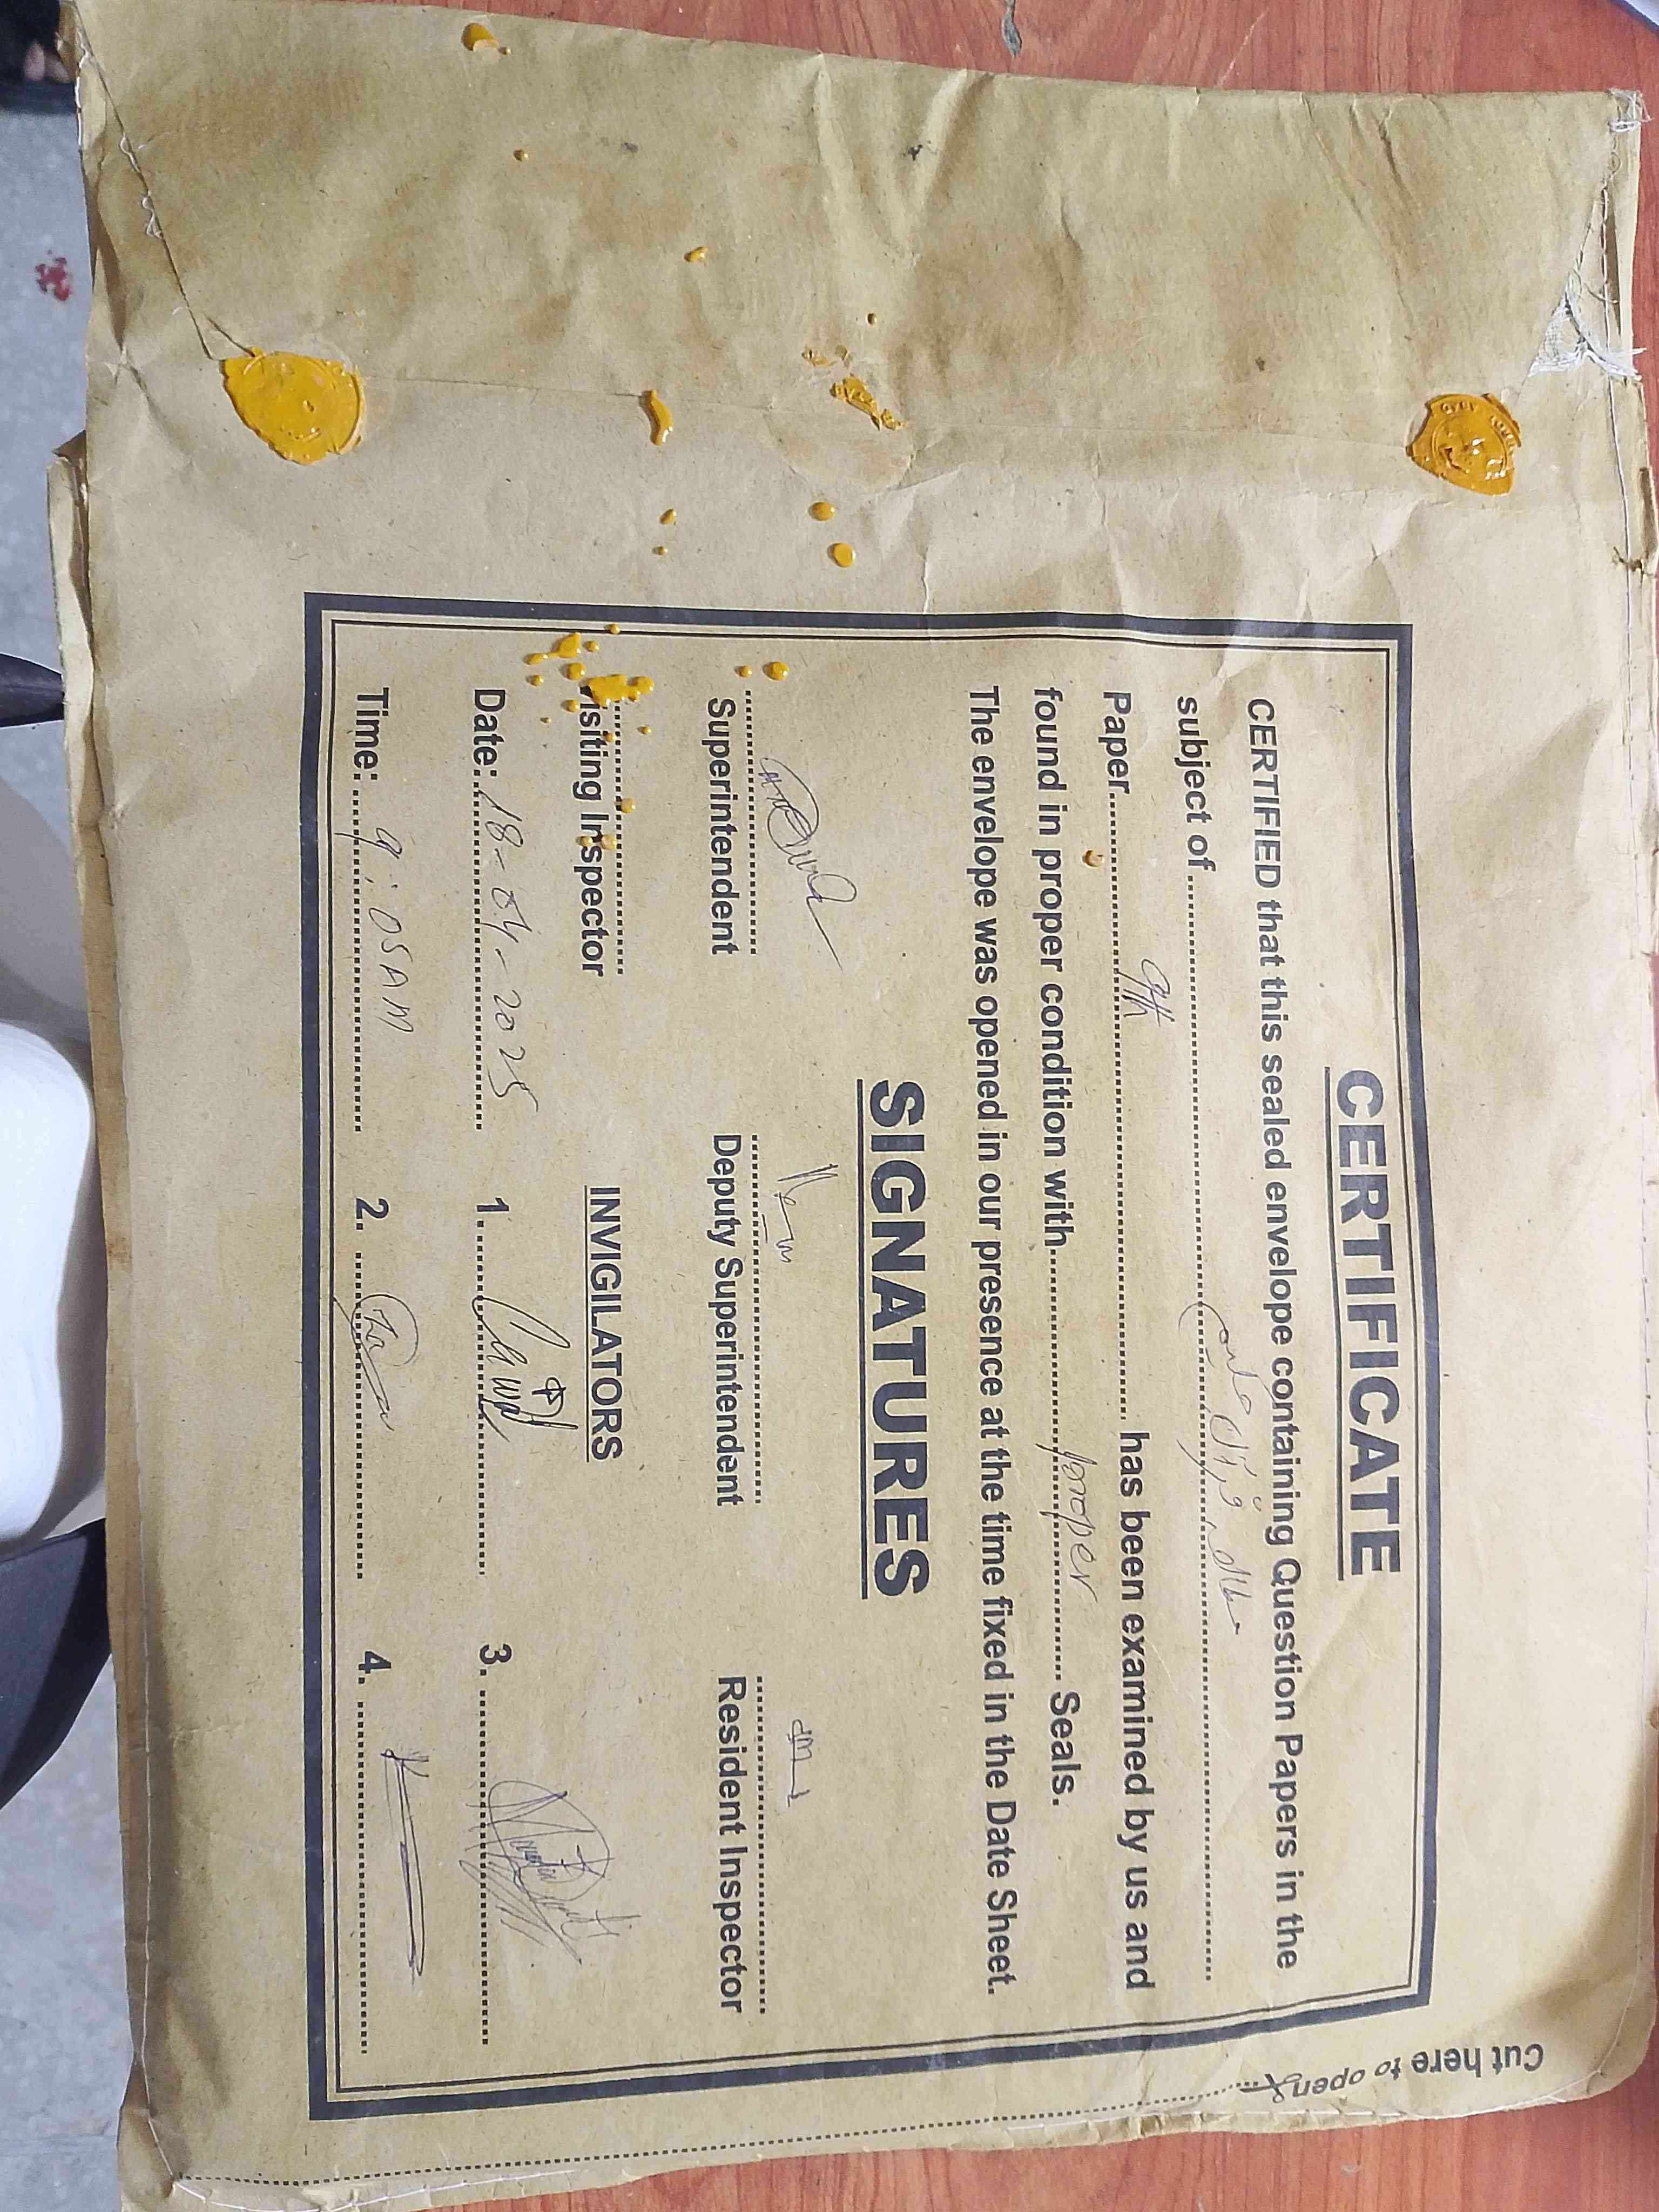 CERTIFICATE
CERTIFIED that this sealed envelope containing Question Papers in the
subject of..........
Paper.......... 9th .......... has been examined by us and
found in proper condition with.......... proper .......... Seals.
The envelope was opened in our presence at the time fixed in the Date Sheet.
SIGNATURES
Superintendent Deputy Superintendent Resident Inspector
isiting Inspector INVIGILATORS
Date: 18-04-2025 1. 3.
Time: 9:05AM 2. 4.
Cut here to open